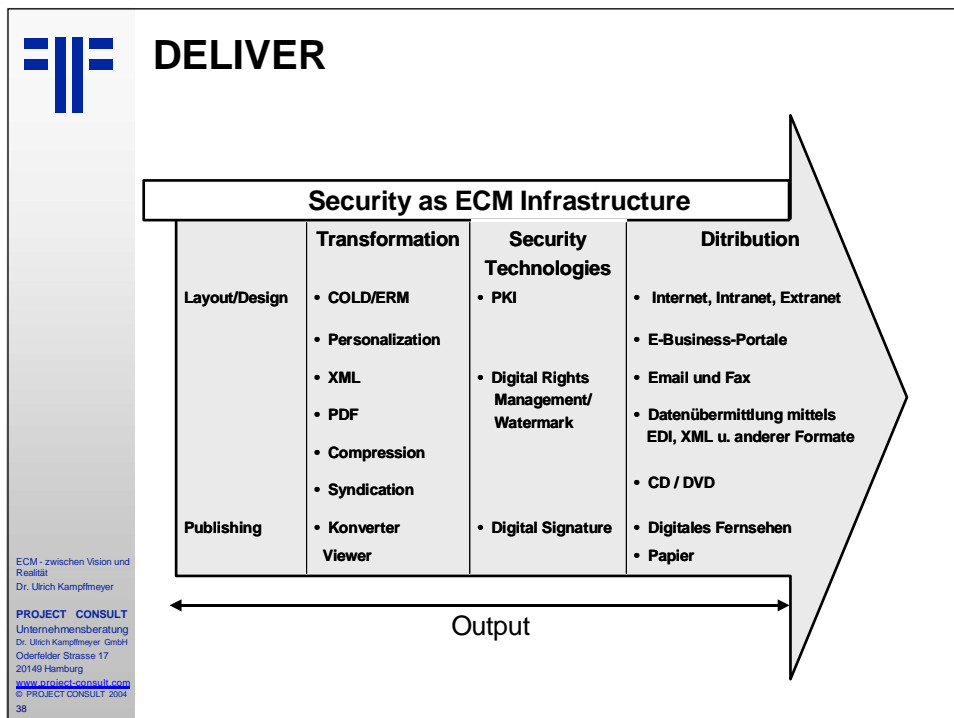 DELIVER
Security as ECM Infrastructure
Transformation
Security
Technologies
Ditribution
Layout/Design
• COLD/ERM
• Personalization
• XML
• PDF
• Compression
• Syndication
Publishing
• Konverter
Viewer
• PKI
• Digital Rights
Management/
Watermark
• Digital Signature
• Internet, Intranet, Extranet
• E-Business-Portale
• Email und Fax
• Datenübermittlung mittels
EDI, XML u. anderer Formate
• CD / DVD
• Digitales Fernsehen
• Papier
Output
ECM - zwischen Vision und
Realität
Dr. Ulrich Kampffmeyer
PROJECT CONSULT
Unternehmensberatung
Dr. Ulrich Kampffmeyer GmbH
Oderfelder Strasse 17
20149 Hamburg
www.project-consult.com
© PROJECT CONSULT 2004
38